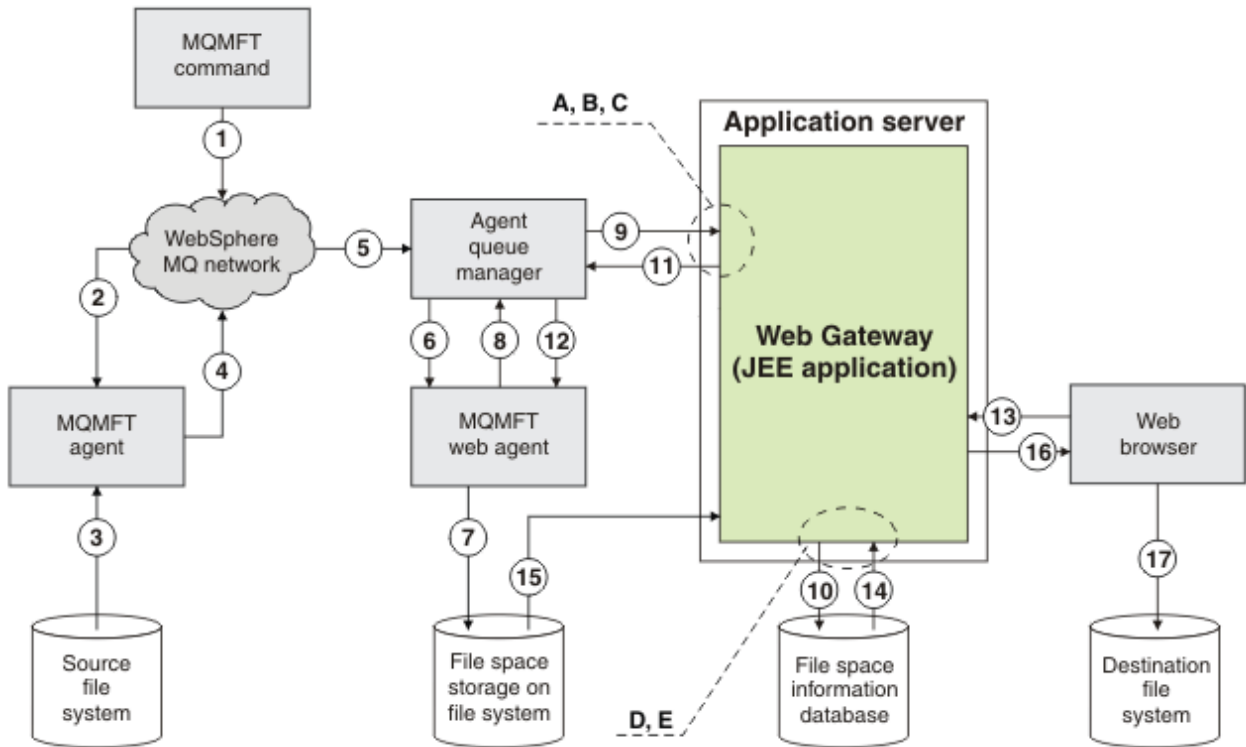 MQMFT
command
1
A, B, C
Application server
WebSphere
MQ network
5
Agent
queue
manager
9
11
2
4
6
8
12
Web Gateway
(JEE application)
MQMFT
agent
MQMFT
web agent
13
16
Web
browser
3
7
15
10
14
17
Source
file
system
File space
storage on
file system
D, E
File space
information
database
Destination
file
system